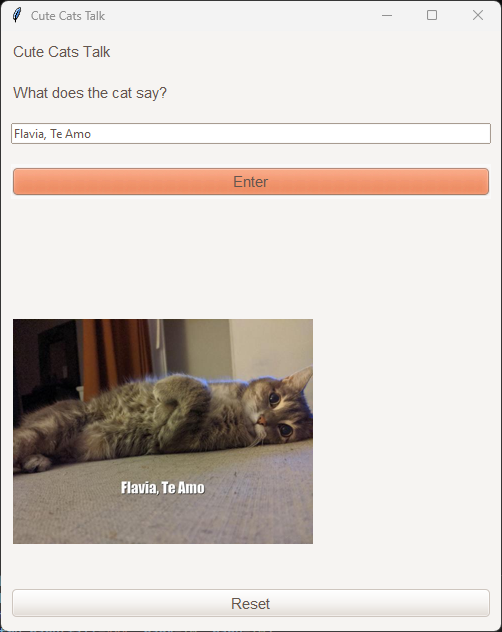 Cute Cats Talk
Cute Cats Talk
What does the cat say?
Flavia, Te Amo
Enter
Flavia, Te Amo
Reset